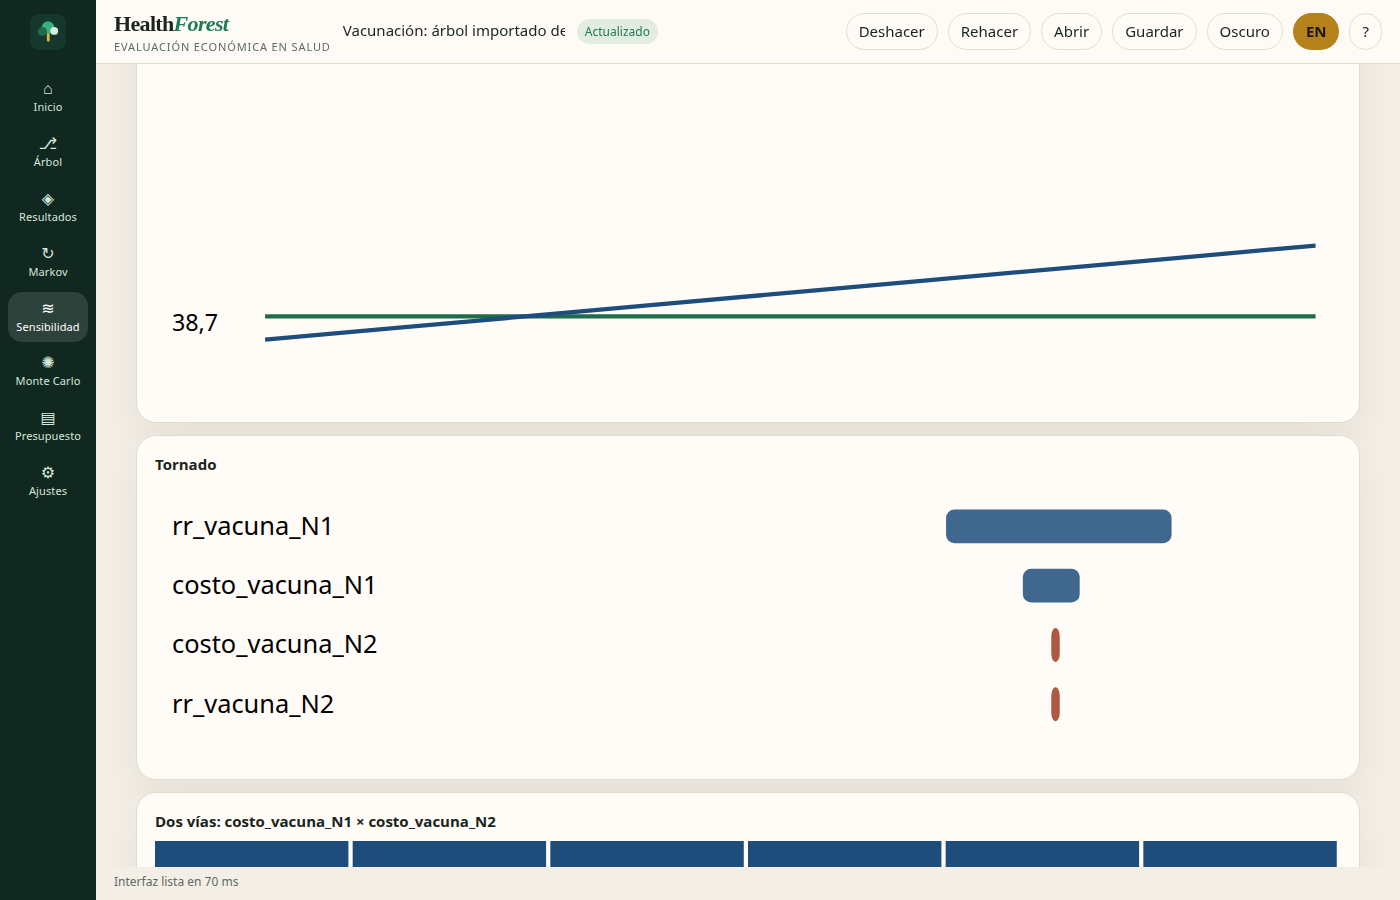 HealthForest
EVALUACIÓN ECONÓMICA EN SALUD
Vacunación: árbol importado de
Actualizado
Deshacer
Rehacer
Abrir
Guardar
Oscuro
EN
?
Inicio
Árbol
Resultados
Markov
Sensibilidad
Monte Carlo
Presupuesto
Ajustes
38,7
Tornado
rr_vacuna_N1
costo_vacuna_N1
costo_vacuna_N2
rr_vacuna_N2
Dos vías: costo_vacuna_N1 × costo_vacuna_N2
Interfaz lista en 70 ms